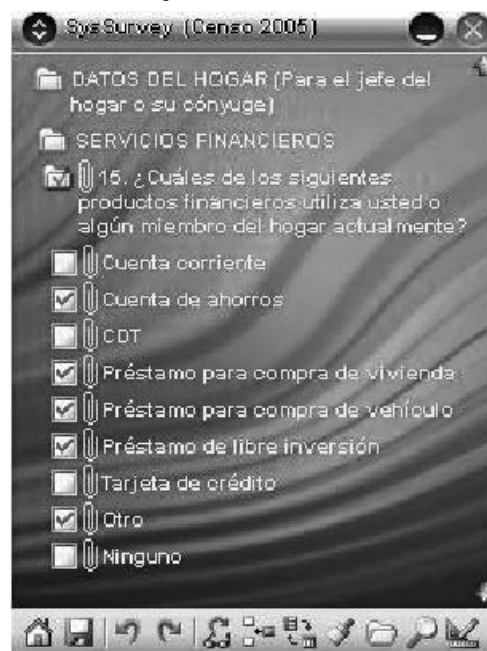 SysSurvey (Censo 2005)
DATOS DEL HOGAR (Para el jefe del
hogar o su cónyuge)
SERVICIOS FINANCIEROS
15. ¿Cuáles de los siguientes
productos financieros utiliza usted o
algún miembro del hogar actualmente?
Cuenta corriente
Cuenta de ahorros
CDT
Préstamo para compra de vivienda
Préstamo para compra de vehículo
Préstamo de libre inversión
Tarjeta de crédito
Otro
Ninguno